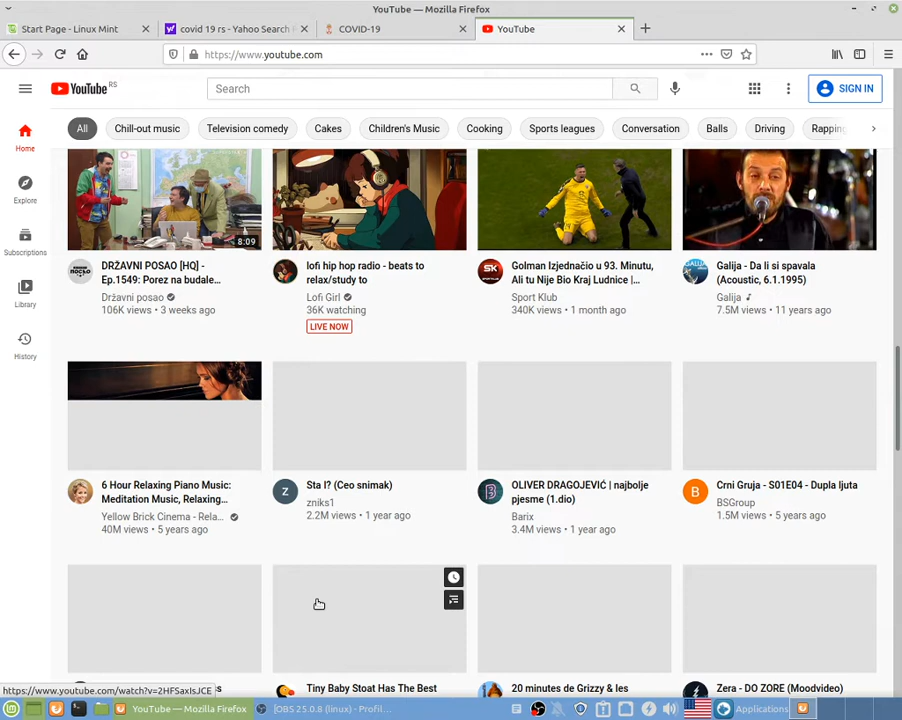 YouTube — Mozilla Firefox
Start Page - Linux Mint
covid 19 rs - Yahoo Search
COVID-19
YouTube
https://www.youtube.com
YouTube RS
Search
SIGN IN
All
Chill-out music
Television comedy
Cakes
Children's Music
Cooking
Sports leagues
Conversation
Balls
Driving
Rapping
Home
Explore
Subscriptions
Library
History
8:09
DRŽAVNI POSAO [HQ] -
Ep.1549: Porez na budale...
Državni posao
106K views • 3 weeks ago
lofi hip hop radio - beats to
relax/study to
Lofi Girl
36K watching
LIVE NOW
Golman Izjednačio u 93. Minutu,
Ali tu Nije Bio Kraj Ludnice |...
Sport Klub
340K views • 1 month ago
Galija - Da li si spavala
(Acoustic, 6.1.1995)
Galija
7.5M views • 11 years ago
6 Hour Relaxing Piano Music:
Meditation Music, Relaxing...
Yellow Brick Cinema - Rela...
40M views • 5 years ago
Z
Sta I? (Ceo snimak)
zniks1
2.2M views • 1 year ago
OLIVER DRAGOJEVIĆ | najbolje
pjesme (1.dio)
Barix
3.4M views • 1 year ago
B
Crni Gruja - S01E04 - Dupla ljuta
BSGroup
1.5M views • 5 years ago
Tiny Baby Stoat Has The Best
20 minutes de Grizzy & les
Zera - DO ZORE (Moodvideo)
https://www.youtube.com/watch?v=2HFSaxIsJCE
YouTube — Mozilla Firefox
[OBS 25.0.8 (linux) - Profil...
Applications